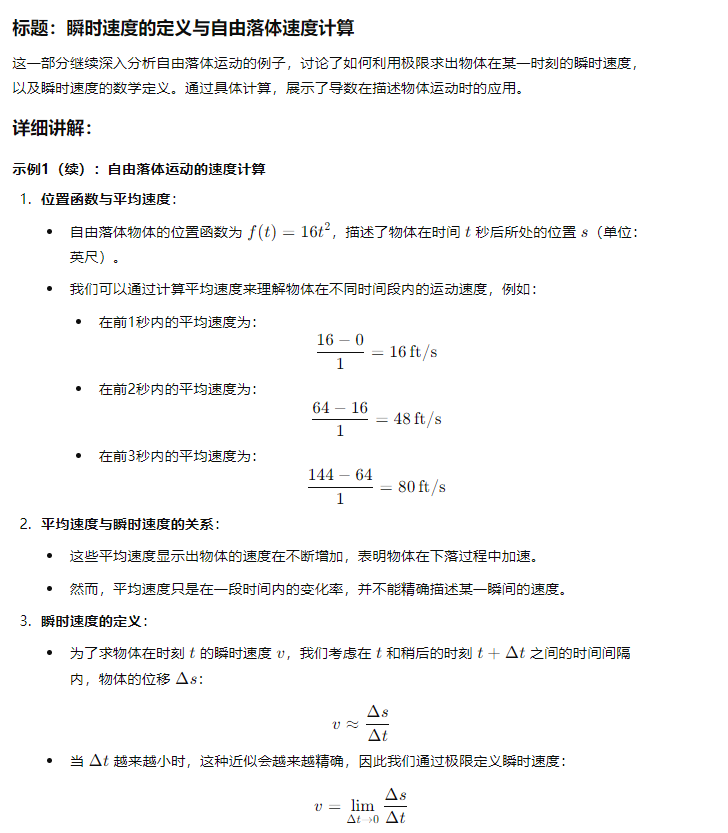 标题：瞬时速度的定义与自由落体速度计算
这一部分继续深入分析自由落体运动的例子，讨论了如何利用极限求出物体在某一时刻的瞬时速度，
以及瞬时速度的数学定义。通过具体计算，展示了导数在描述物体运动时的应用。
详细讲解：
示例1（续）：自由落体运动的速度计算
1. 位置函数与平均速度：
• 自由落体物体的位置函数为 f(t) = 16t²，描述了物体在时间 t 秒后所处的位置 s（单位：
英尺）。
• 我们可以通过计算平均速度来理解物体在不同时间段内的运动速度，例如：
• 在前1秒内的平均速度为：
(16 − 0)/1 = 16 ft/s
• 在前2秒内的平均速度为：
(64 − 16)/1 = 48 ft/s
• 在前3秒内的平均速度为：
(144 − 64)/1 = 80 ft/s
2. 平均速度与瞬时速度的关系：
• 这些平均速度显示出物体的速度在不断增加，表明物体在下落过程中加速。
• 然而，平均速度只是在一段时间内的变化率，并不能精确描述某一瞬间的速度。
3. 瞬时速度的定义：
• 为了求物体在时刻 t 的瞬时速度 v，我们考虑在 t 和稍后的时刻 t + Δt 之间的时间间隔
内，物体的位移 Δs：
v ≈ Δs/Δt
• 当 Δt 越来越小时，这种近似会越来越精确，因此我们通过极限定义瞬时速度：
v = lim_{Δt→0} Δs/Δt